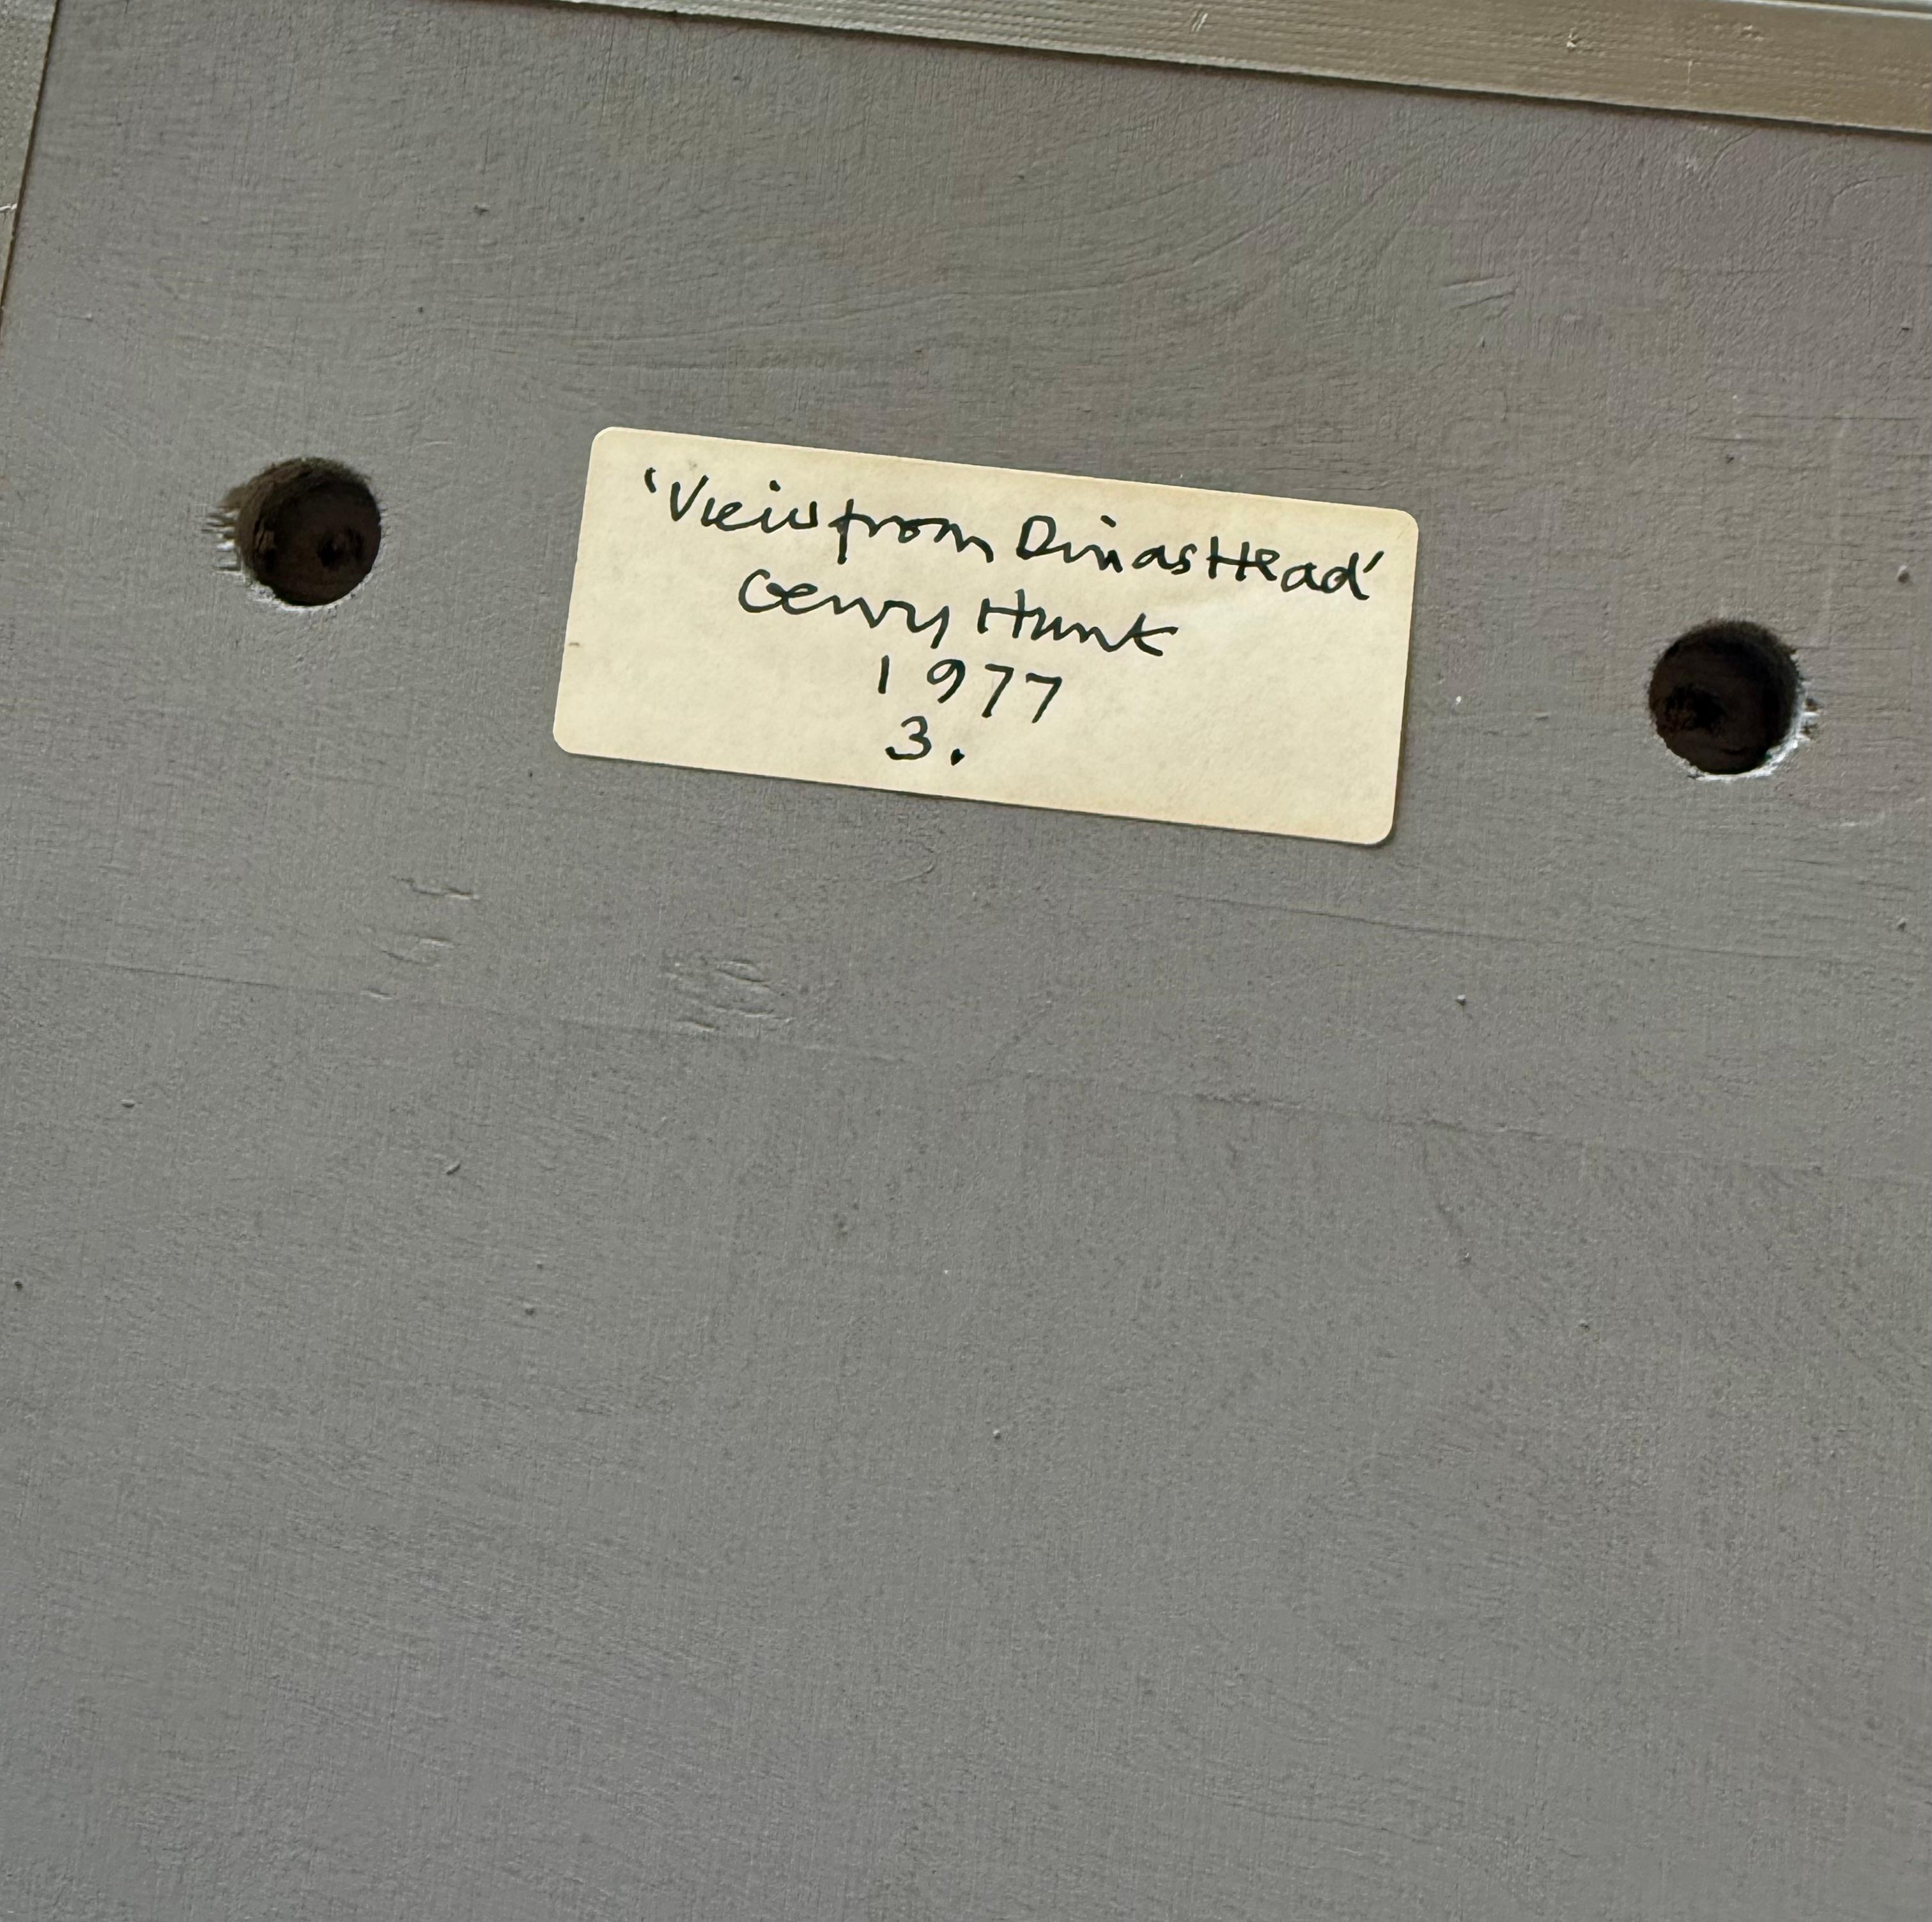 'View from Dinas Head'
Gerry Hunt
1977
3.